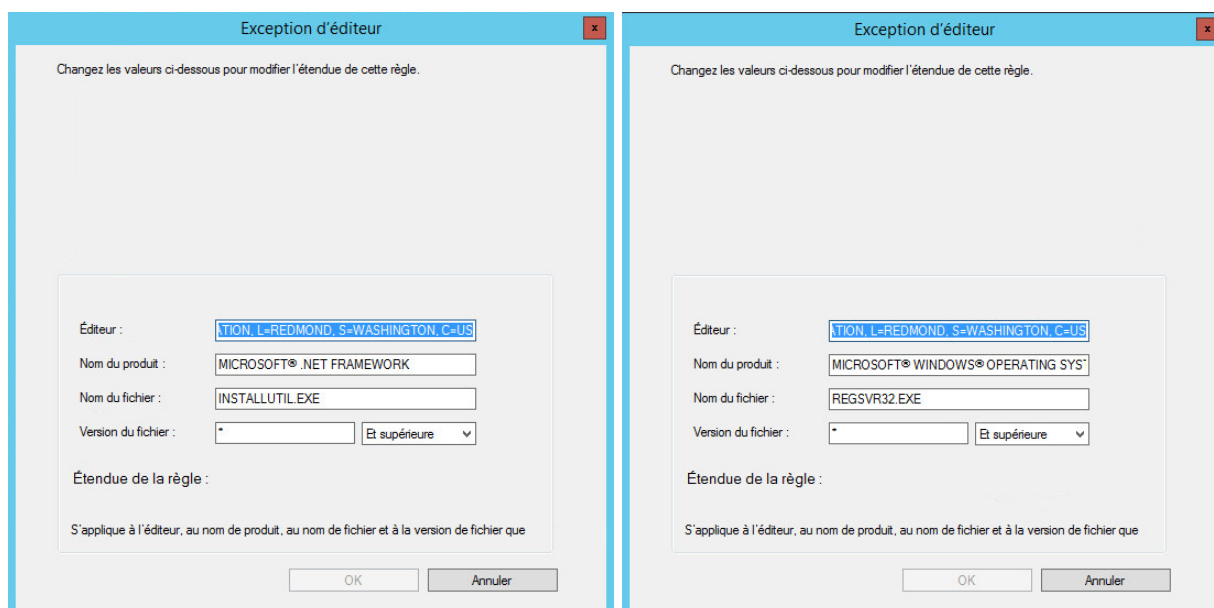 Exception d'éditeur
x
Changez les valeurs ci-dessous pour modifier l'étendue de cette règle.
Éditeur :
ATION, L=REDMOND, S=WASHINGTON, C=US
Nom du produit :
MICROSOFT® .NET FRAMEWORK
Nom du fichier :
INSTALLUTIL.EXE
Version du fichier :
*
Et supérieure
Étendue de la règle :
S'applique à l'éditeur, au nom de produit, au nom de fichier et à la version de fichier que
OK
Annuler
Exception d'éditeur
x
Changez les valeurs ci-dessous pour modifier l'étendue de cette règle.
Éditeur :
ATION, L=REDMOND, S=WASHINGTON, C=US
Nom du produit :
MICROSOFT® WINDOWS® OPERATING SYS
Nom du fichier :
REGSVR32.EXE
Version du fichier :
*
Et supérieure
Étendue de la règle :
S'applique à l'éditeur, au nom de produit, au nom de fichier et à la version de fichier que
OK
Annuler